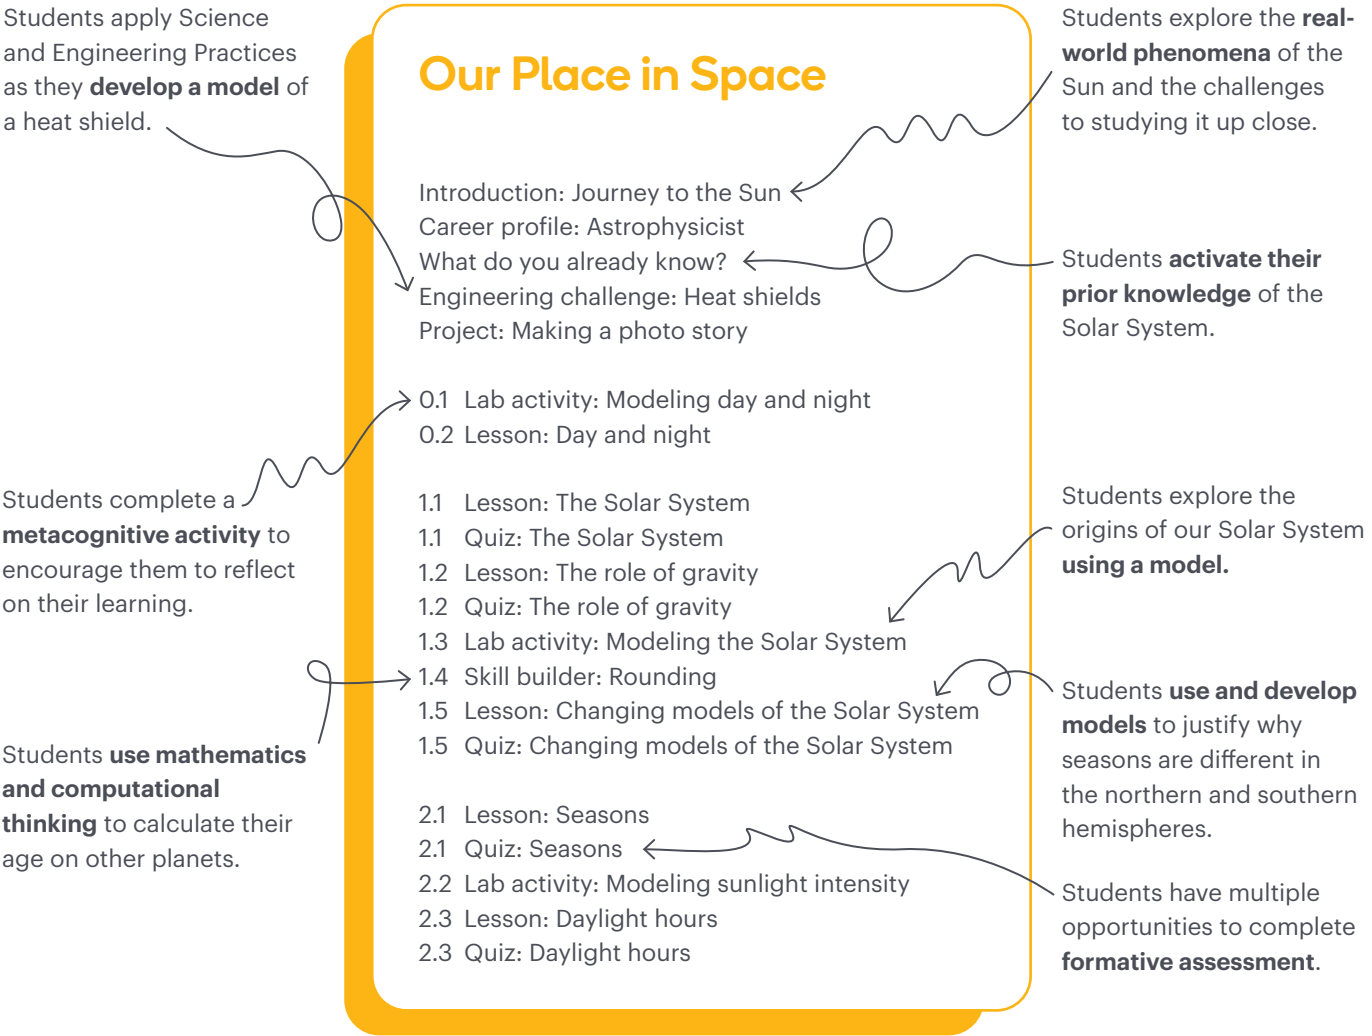 Students apply Science
and Engineering Practices
as they develop a model of
a heat shield.
Students complete a
metacognitive activity to
encourage them to reflect
on their learning.
Students use mathematics
and computational
thinking to calculate their
age on other planets.
Our Place in Space
Introduction: Journey to the Sun
Career profile: Astrophysicist
What do you already know?
Engineering challenge: Heat shields
Project: Making a photo story
0.1 Lab activity: Modeling day and night
0.2 Lesson: Day and night
1.1 Lesson: The Solar System
1.1 Quiz: The Solar System
1.2 Lesson: The role of gravity
1.2 Quiz: The role of gravity
1.3 Lab activity: Modeling the Solar System
1.4 Skill builder: Rounding
1.5 Lesson: Changing models of the Solar System
1.5 Quiz: Changing models of the Solar System
2.1 Lesson: Seasons
2.1 Quiz: Seasons
2.2 Lab activity: Modeling sunlight intensity
2.3 Lesson: Daylight hours
2.3 Quiz: Daylight hours
Students explore the real-
world phenomena of the
Sun and the challenges
to studying it up close.
Students activate their
prior knowledge of the
Solar System.
Students explore the
origins of our Solar System
using a model.
Students use and develop
models to justify why
seasons are different in
the northern and southern
hemispheres.
Students have multiple
opportunities to complete
formative assessment.